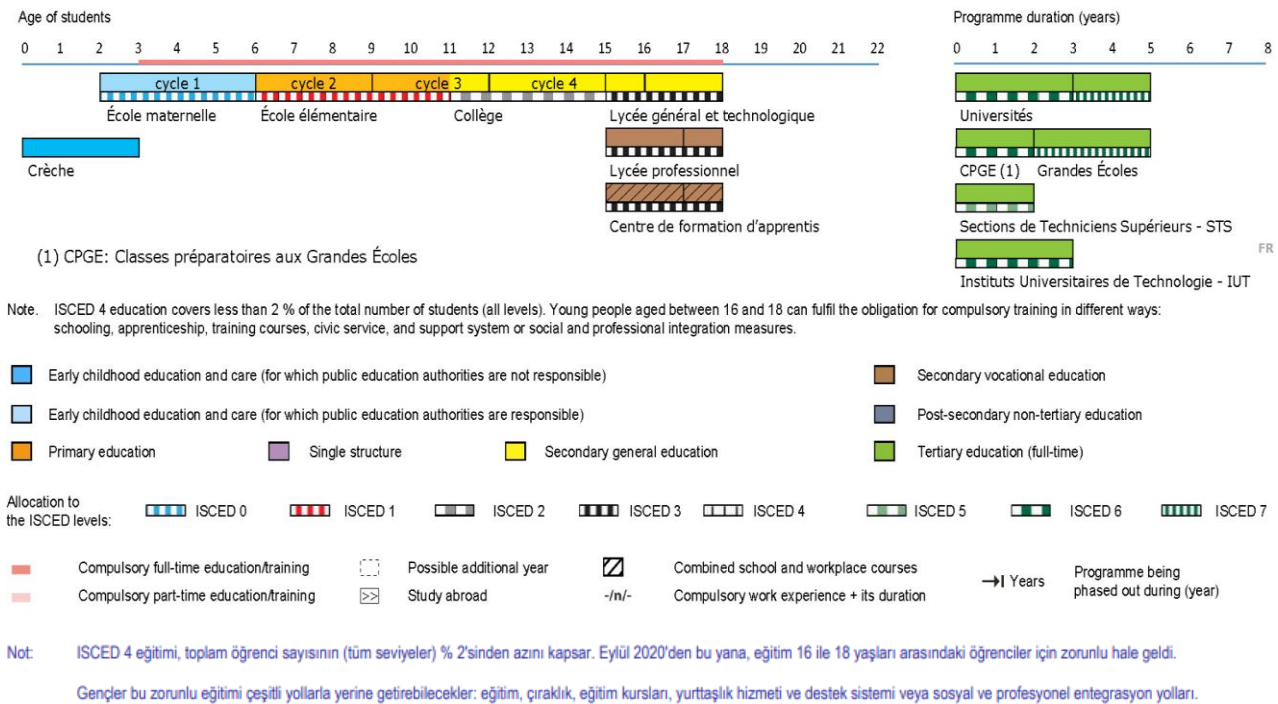 Age of students
Programme duration (years)
0 1 2 3 4 5 6 7 8 9 10 11 12 13 14 15 16 17 18 19 20 21 22
0 1 2 3 4 5 6 7 8
cycle 1 cycle 2 cycle 3 cycle 4
École maternelle École élémentaire Collège Lycée général et technologique
Universités
Crèche
Lycée professionnel
CPGE (1) Grandes Écoles
Centre de formation d'apprentis
Sections de Techniciens Supérieurs - STS
FR
(1) CPGE: Classes préparatoires aux Grandes Écoles
Instituts Universitaires de Technologie - IUT
Note. ISCED 4 education covers less than 2 % of the total number of students (all levels). Young people aged between 16 and 18 can fulfil the obligation for compulsory training in different ways:
schooling, apprenticeship, training courses, civic service, and support system or social and professional integration measures.
Early childhood education and care (for which public education authorities are not responsible)
Secondary vocational education
Early childhood education and care (for which public education authorities are responsible)
Post-secondary non-tertiary education
Primary education Single structure Secondary general education
Tertiary education (full-time)
Allocation to
the ISCED levels:
ISCED 0 ISCED 1 ISCED 2 ISCED 3 ISCED 4 ISCED 5 ISCED 6 ISCED 7
Compulsory full-time education/training
Possible additional year
Combined school and workplace courses
Years
Programme being
phased out during (year)
Compulsory part-time education/training
>> Study abroad
-/n/- Compulsory work experience + its duration
Not: ISCED 4 eğitimi, toplam öğrenci sayısının (tüm seviyeler) % 2'sinden azını kapsar. Eylül 2020'den bu yana, eğitim 16 ile 18 yaşları arasındaki öğrenciler için zorunlu hale geldi.
Gençler bu zorunlu eğitimi çeşitli yollarla yerine getirebilecekler: eğitim, çıraklık, eğitim kursları, yurttaşlık hizmeti ve destek sistemi veya sosyal ve profesyonel entegrasyon yolları.